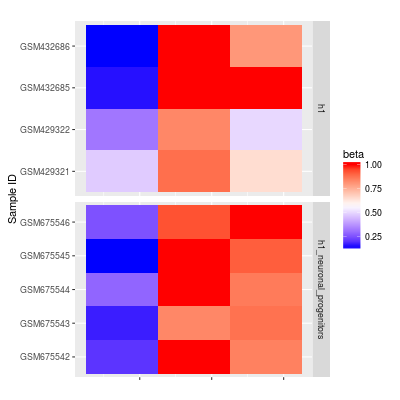 GSM432686
GSM432685
GSM429322
GSM429321
h1
Sample ID
GSM675546
GSM675545
GSM675544
GSM675543
GSM675542
h1_neuronal_progenitors
beta
1.00
0.75
0.50
0.25